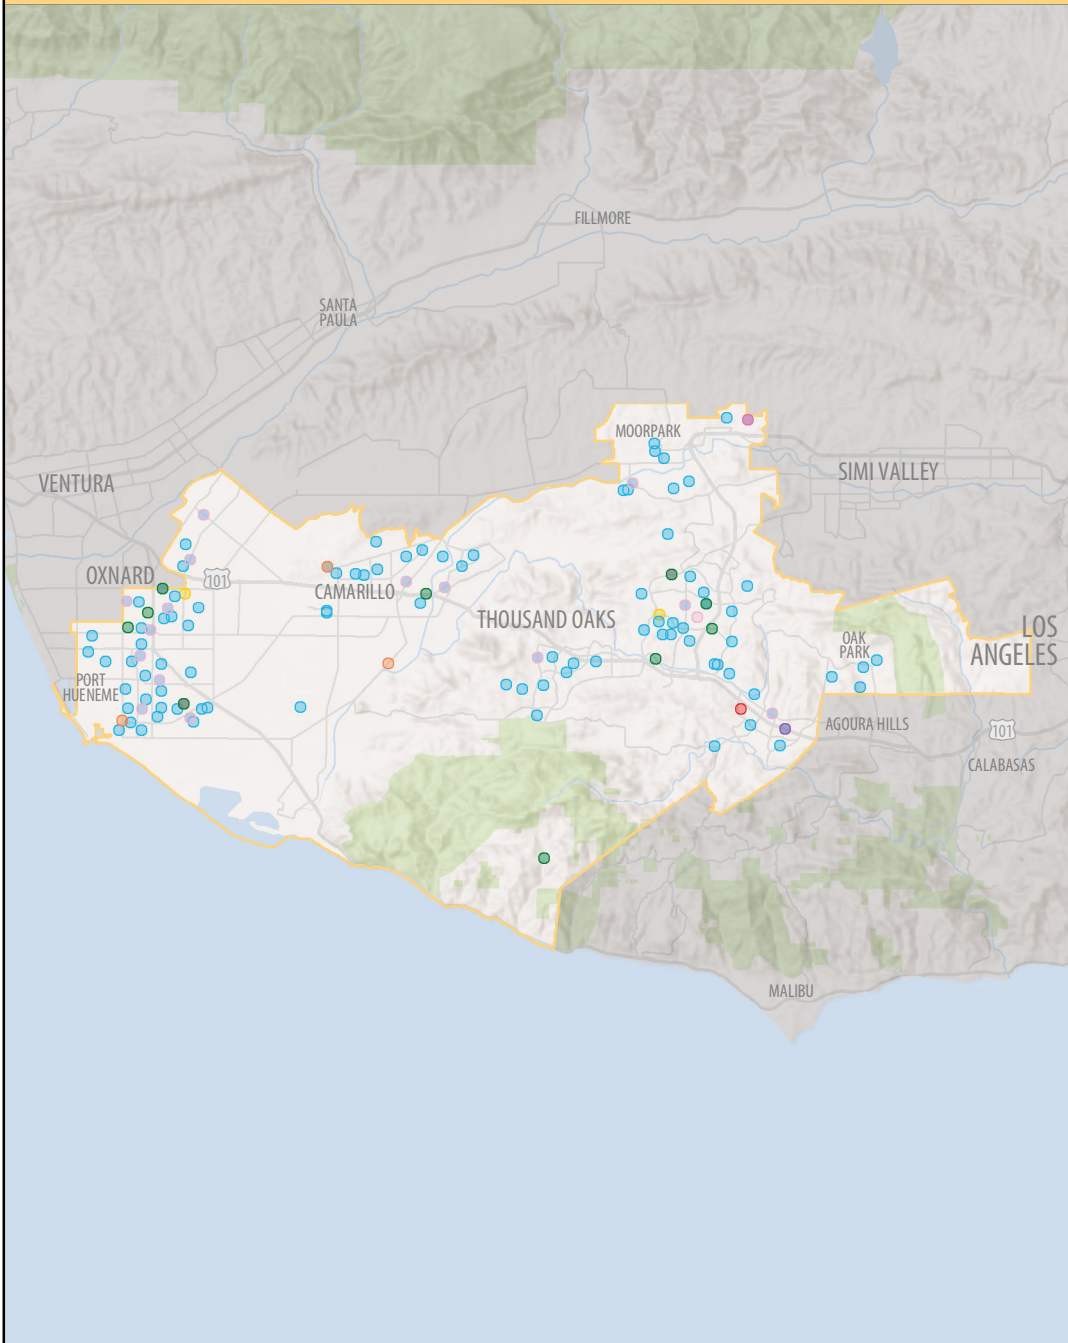 FILLMORE
SANTA
PAULA
MOORPARK
SIMI VALLEY
VENTURA
OXNARD
101
CAMARILLO
THOUSAND OAKS
LOS
ANGELES
OAK
PARK
PORT
HUENEME
AGOURA HILLS
101
CALABASAS
MALIBU